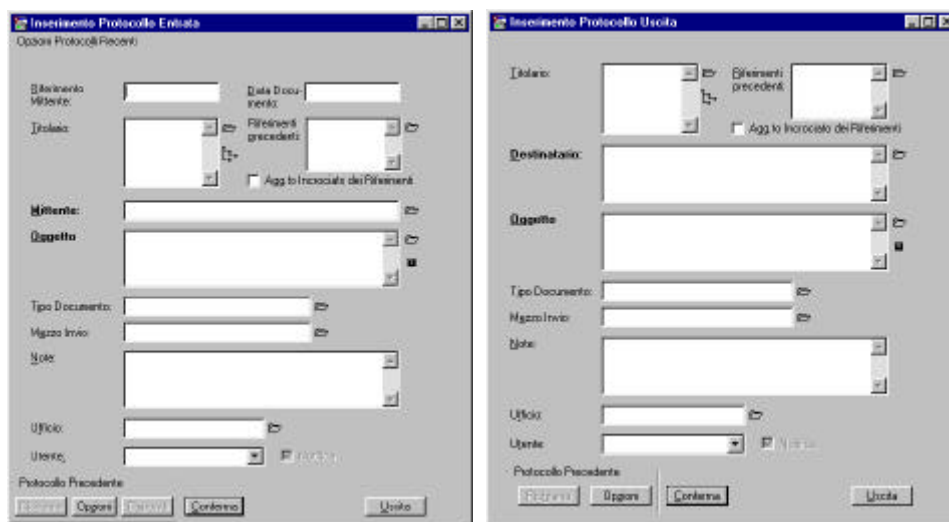 Inserimento Protocollo Entrata
Opzioni Protocolli Recenti
Riferimento Mittente:
Data Docu-mento:
Titolario:
Riferimenti precedenti:
Agg.to Incrociato dei Riferimenti
Mittente:
Oggetto
Tipo Documento:
Mezzo Invio:
Note:
Ufficio:
Utente:
Protocollo Precedente
Opzioni
Conferma
Uscita
Inserimento Protocollo Uscita
Titolario:
Riferimenti precedenti:
Agg.to Incrociato dei Riferimenti
Destinatario:
Oggetto
Tipo Documento:
Mezzo Invio:
Note:
Ufficio:
Utente
Protocollo Precedente
Opzioni
Conferma
Uscita